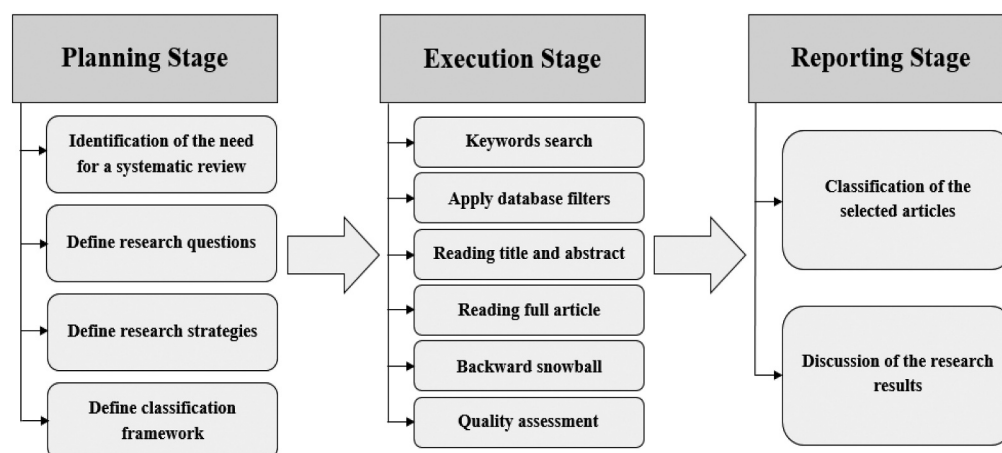 Planning Stage
Identification of the need
for a systematic review
Define research questions
Define research strategies
Define classification
framework
Execution Stage
Keywords search
Apply database filters
Reading title and abstract
Reading full article
Backward snowball
Quality assessment
Reporting Stage
Classification of the
selected articles
Discussion of the research
results